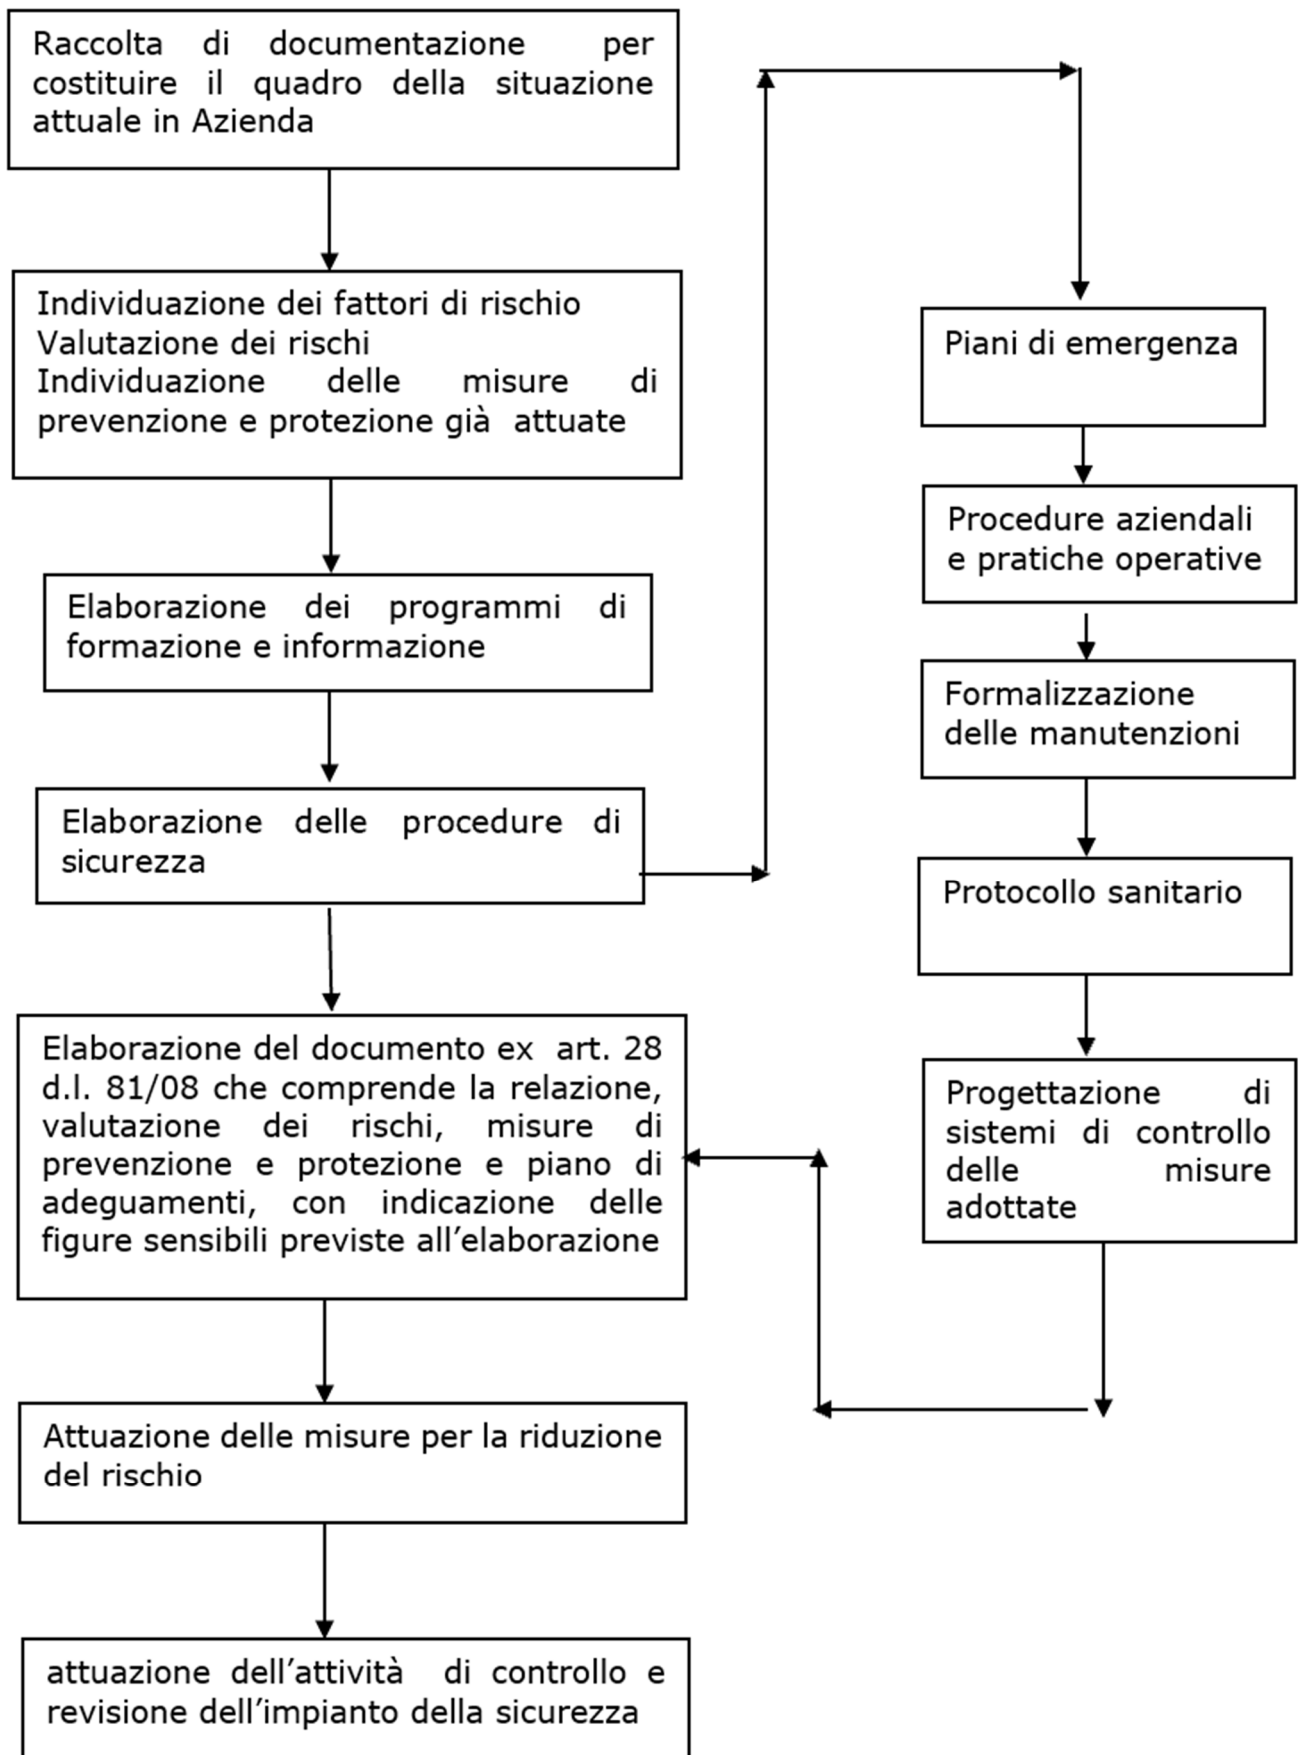 Raccolta di documentazione per
costituire il quadro della situazione
attuale in Azienda
Individuazione dei fattori di rischio
Valutazione dei rischi
Individuazione delle misure di
prevenzione e protezione già attuate
Elaborazione dei programmi di
formazione e informazione
Elaborazione delle procedure di
sicurezza
Elaborazione del documento ex art. 28
d.l. 81/08 che comprende la relazione,
valutazione dei rischi, misure di
prevenzione e protezione e piano di
adeguamenti, con indicazione delle
figure sensibili previste all’elaborazione
Attuazione delle misure per la riduzione
del rischio
attuazione dell’attività di controllo e
revisione dell’impianto della sicurezza
Piani di emergenza
Procedure aziendali
e pratiche operative
Formalizzazione
delle manutenzioni
Protocollo sanitario
Progettazione di
sistemi di controllo
delle misure
adottate